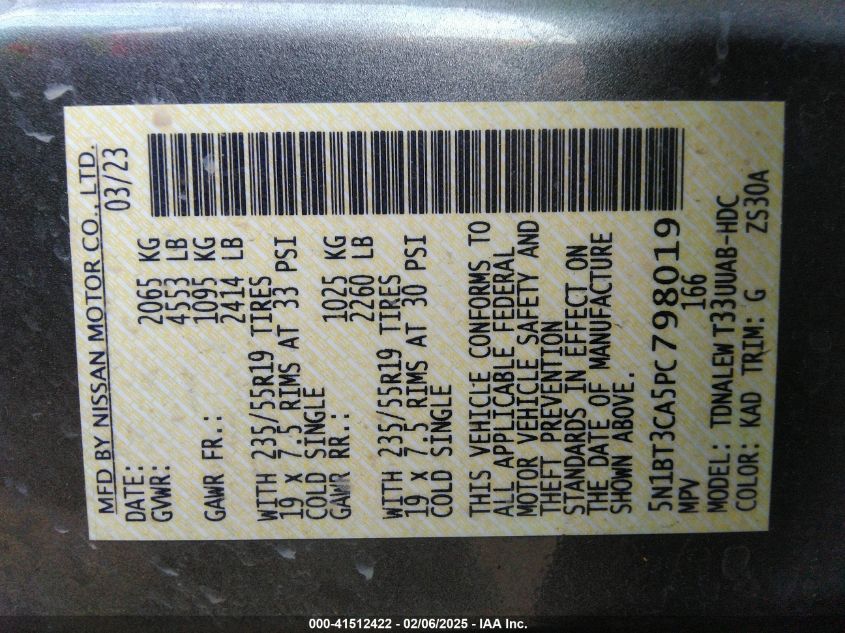 MFD BY NISSAN MOTOR CO., LTD.
DATE: 03/23
GVWR: 2065 KG
4553 LB
GAWR FR.: 1095 KG
2414 LB
WITH 235/55R19 TIRES
19 X 7.5 RIMS AT 33 PSI
COLD SINGLE
GAWR RR.: 1025 KG
2260 LB
WITH 235/55R19 TIRES
19 X 7.5 RIMS AT 30 PSI
COLD SINGLE
THIS VEHICLE CONFORMS TO
ALL APPLICABLE FEDERAL
MOTOR VEHICLE SAFETY AND
THEFT PREVENTION
STANDARDS IN EFFECT ON
THE DATE OF MANUFACTURE
SHOWN ABOVE.
5N1BT3CA5PC798019
MPV 166
MODEL: TDNALEW T33UUAB-HDC
COLOR: KAD TRIM: G ZS30A
000-41512422 - 02/06/2025 - IAA Inc.